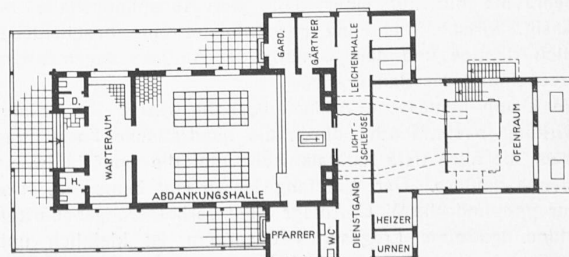 GARD.
GÄRTNER
LEICHENHALLE
D.
WARTERAUM
LICHT-
SCHLEUSE
OFENRAUM
H.
ABDANKUNGSHALLE
DIENSTGANG
PFARRER
WC
HEIZER
URNEN